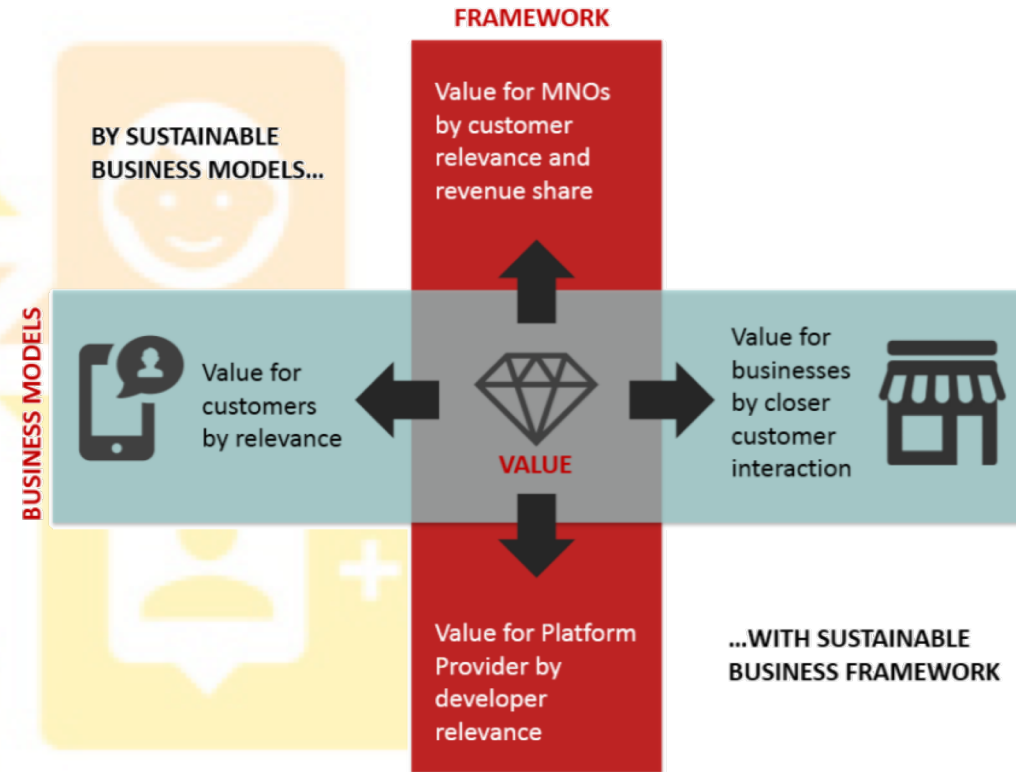 FRAMEWORK
Value for MNOs
by customer
relevance and
revenue share
BY SUSTAINABLE
BUSINESS MODELS...
BUSINESS MODELS
Value for
customers
by relevance
VALUE
Value for
businesses
by closer
customer
interaction
Value for Platform
Provider by
developer
relevance
...WITH SUSTAINABLE
BUSINESS FRAMEWORK